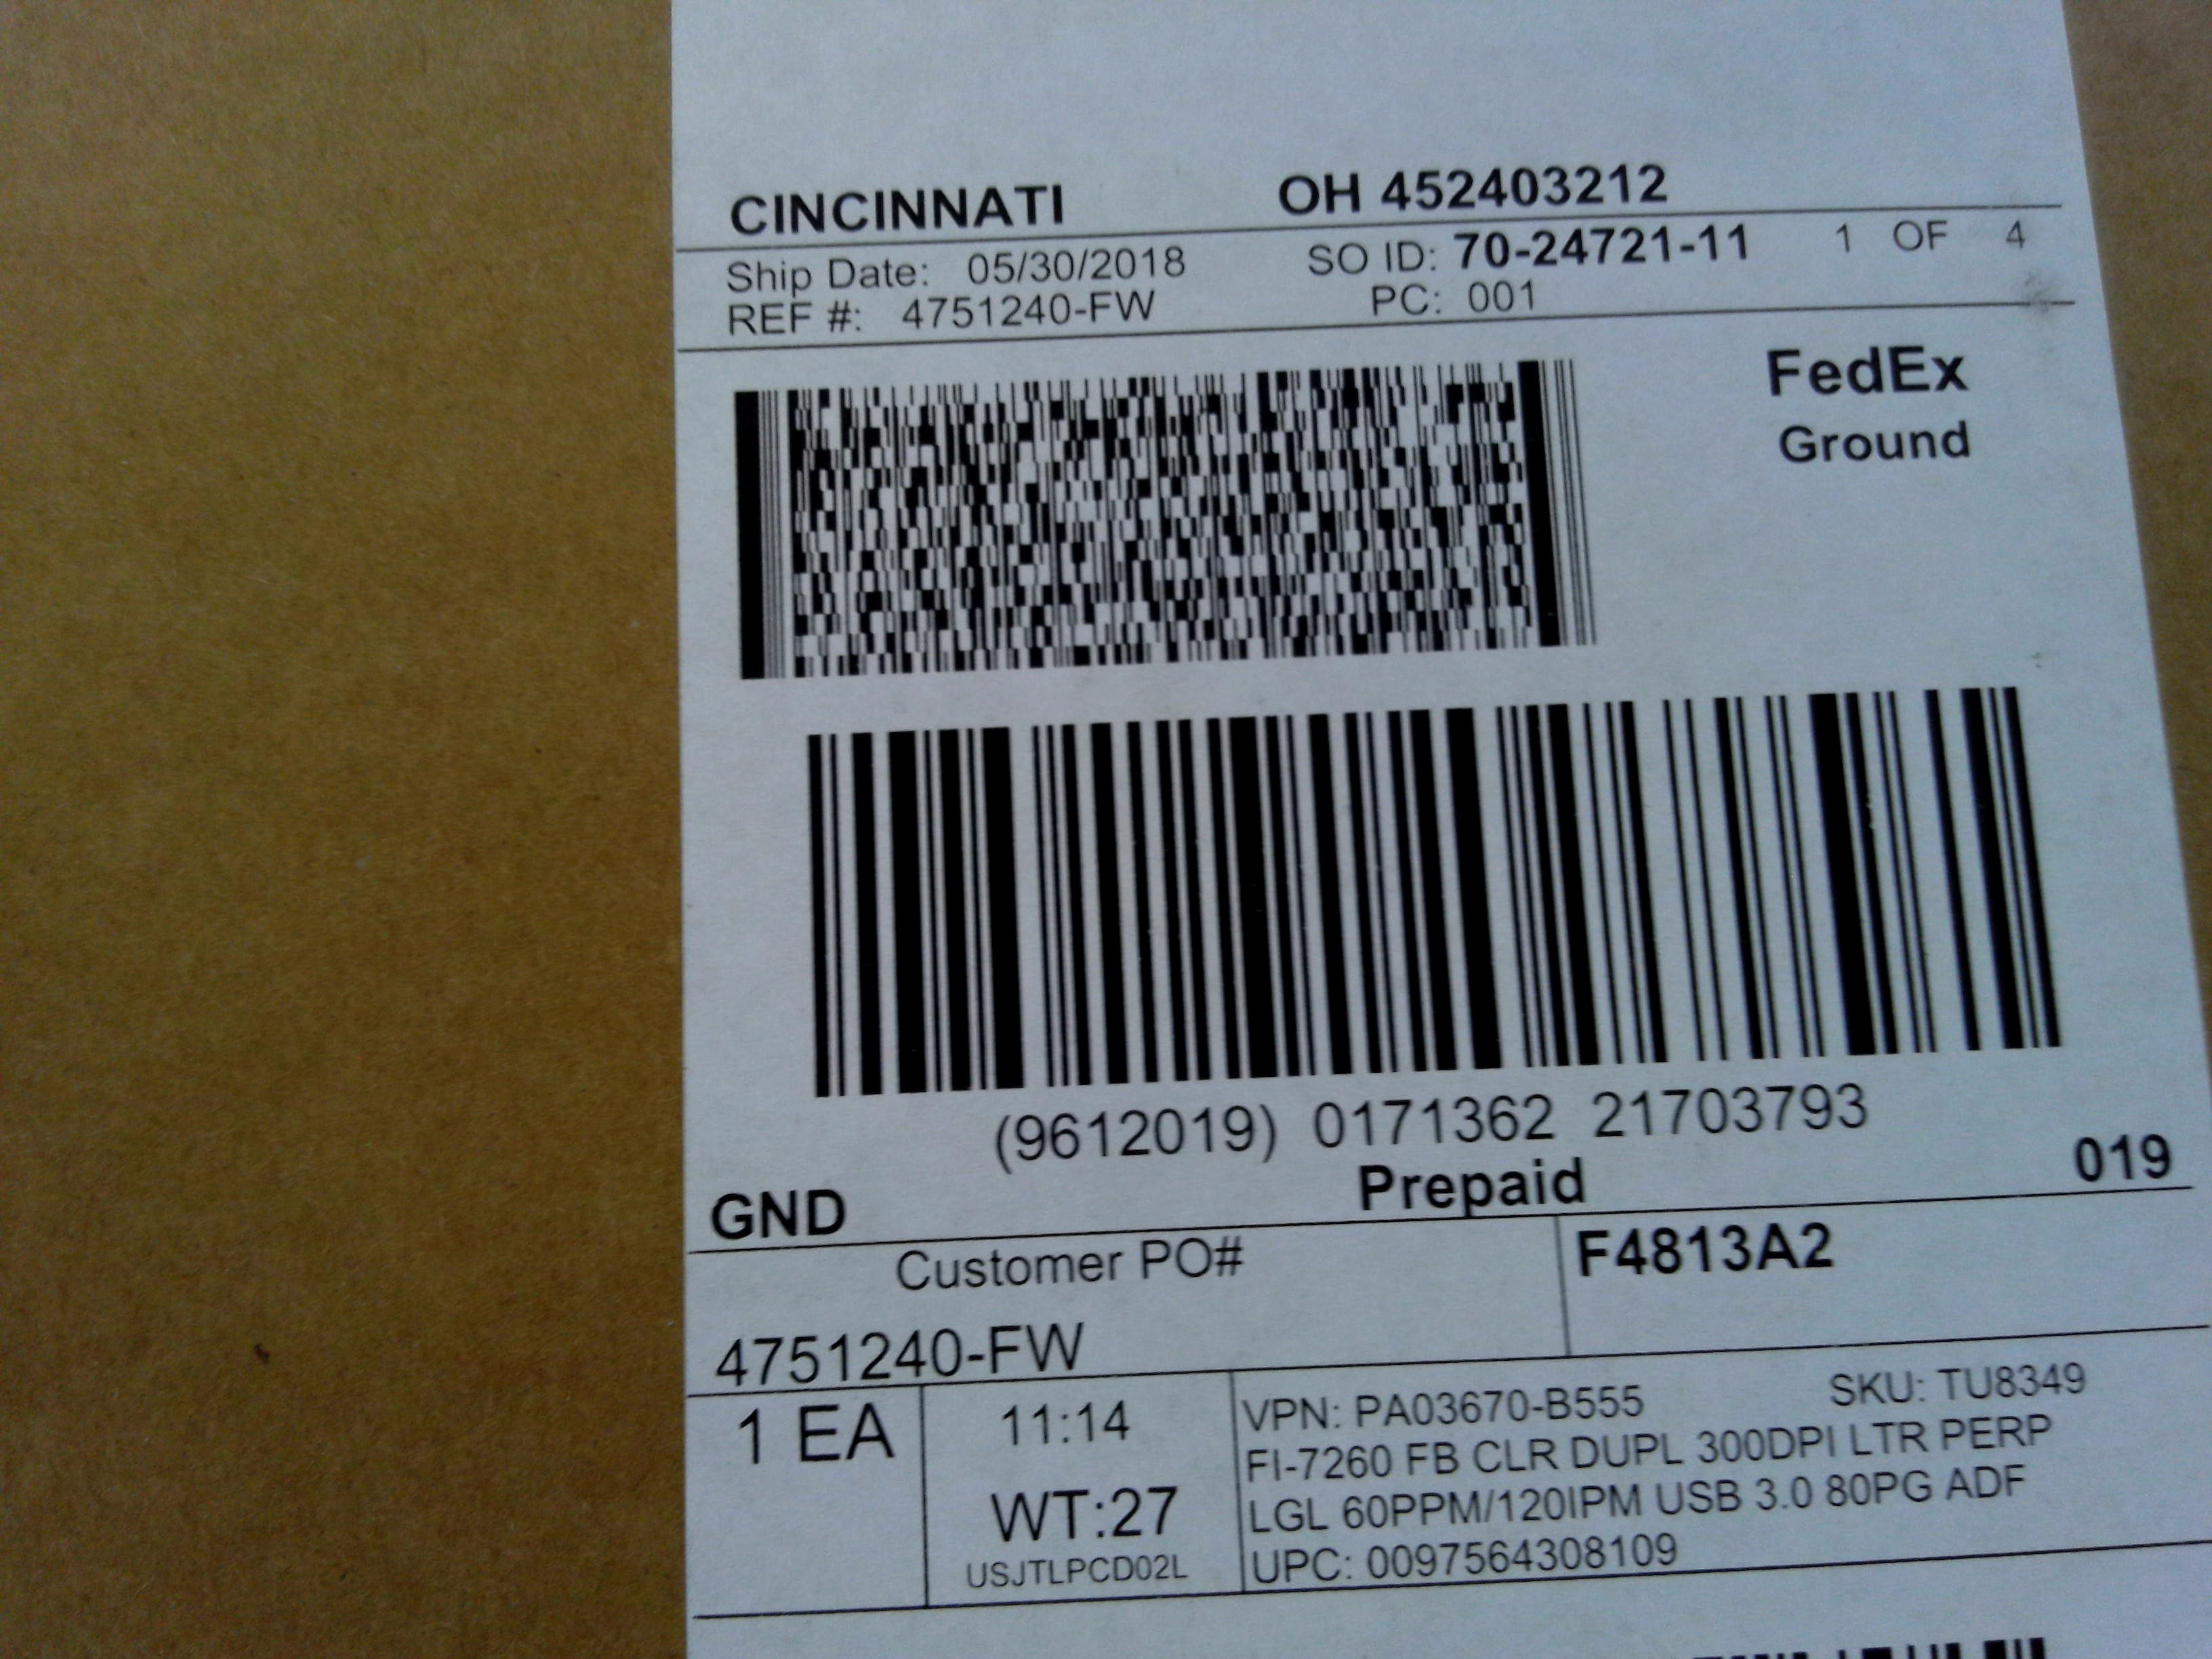 CINCINNATI OH 452403212
Ship Date: 05/30/2018 SO ID: 70-24721-11 1 OF 4
REF #: 4751240-FW PC: 001
FedEx
Ground
(9612019) 0171362 21703793
GND Prepaid 019
Customer PO# F4813A2
4751240-FW
1 EA 11:14 VPN: PA03670-B555 SKU: TU8349
FI-7260 FB CLR DUPL 300DPI LTR PERP
WT:27 LGL 60PPM/120IPM USB 3.0 80PG ADF
USJTLPCD02L UPC: 0097564308109